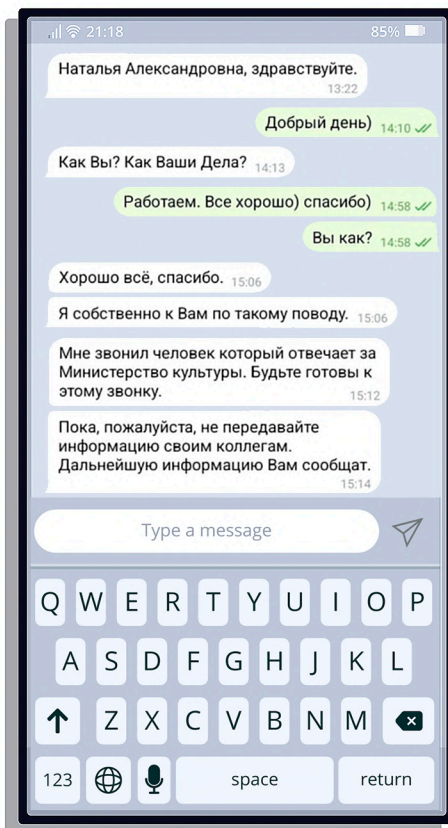 21:18 85%
Наталья Александровна, здравствуйте.
13:22
Добрый день) 14:10
Как Вы? Как Ваши Дела? 14:13
Работаем. Все хорошо) спасибо) 14:58
Вы как? 14:58
Хорошо всё, спасибо. 15:06
Я собственно к Вам по такому поводу. 15:06
Мне звонил человек который отвечает за
Министерство культуры. Будьте готовы к
этому звонку. 15:12
Пока, пожалуйста, не передавайте
информацию своим коллегам.
Дальнейшую информацию Вам сообщат.
15:14
Type a message
Q W E R T Y U I O P
A S D F G H J K L
Z X C V B N M
123 space return